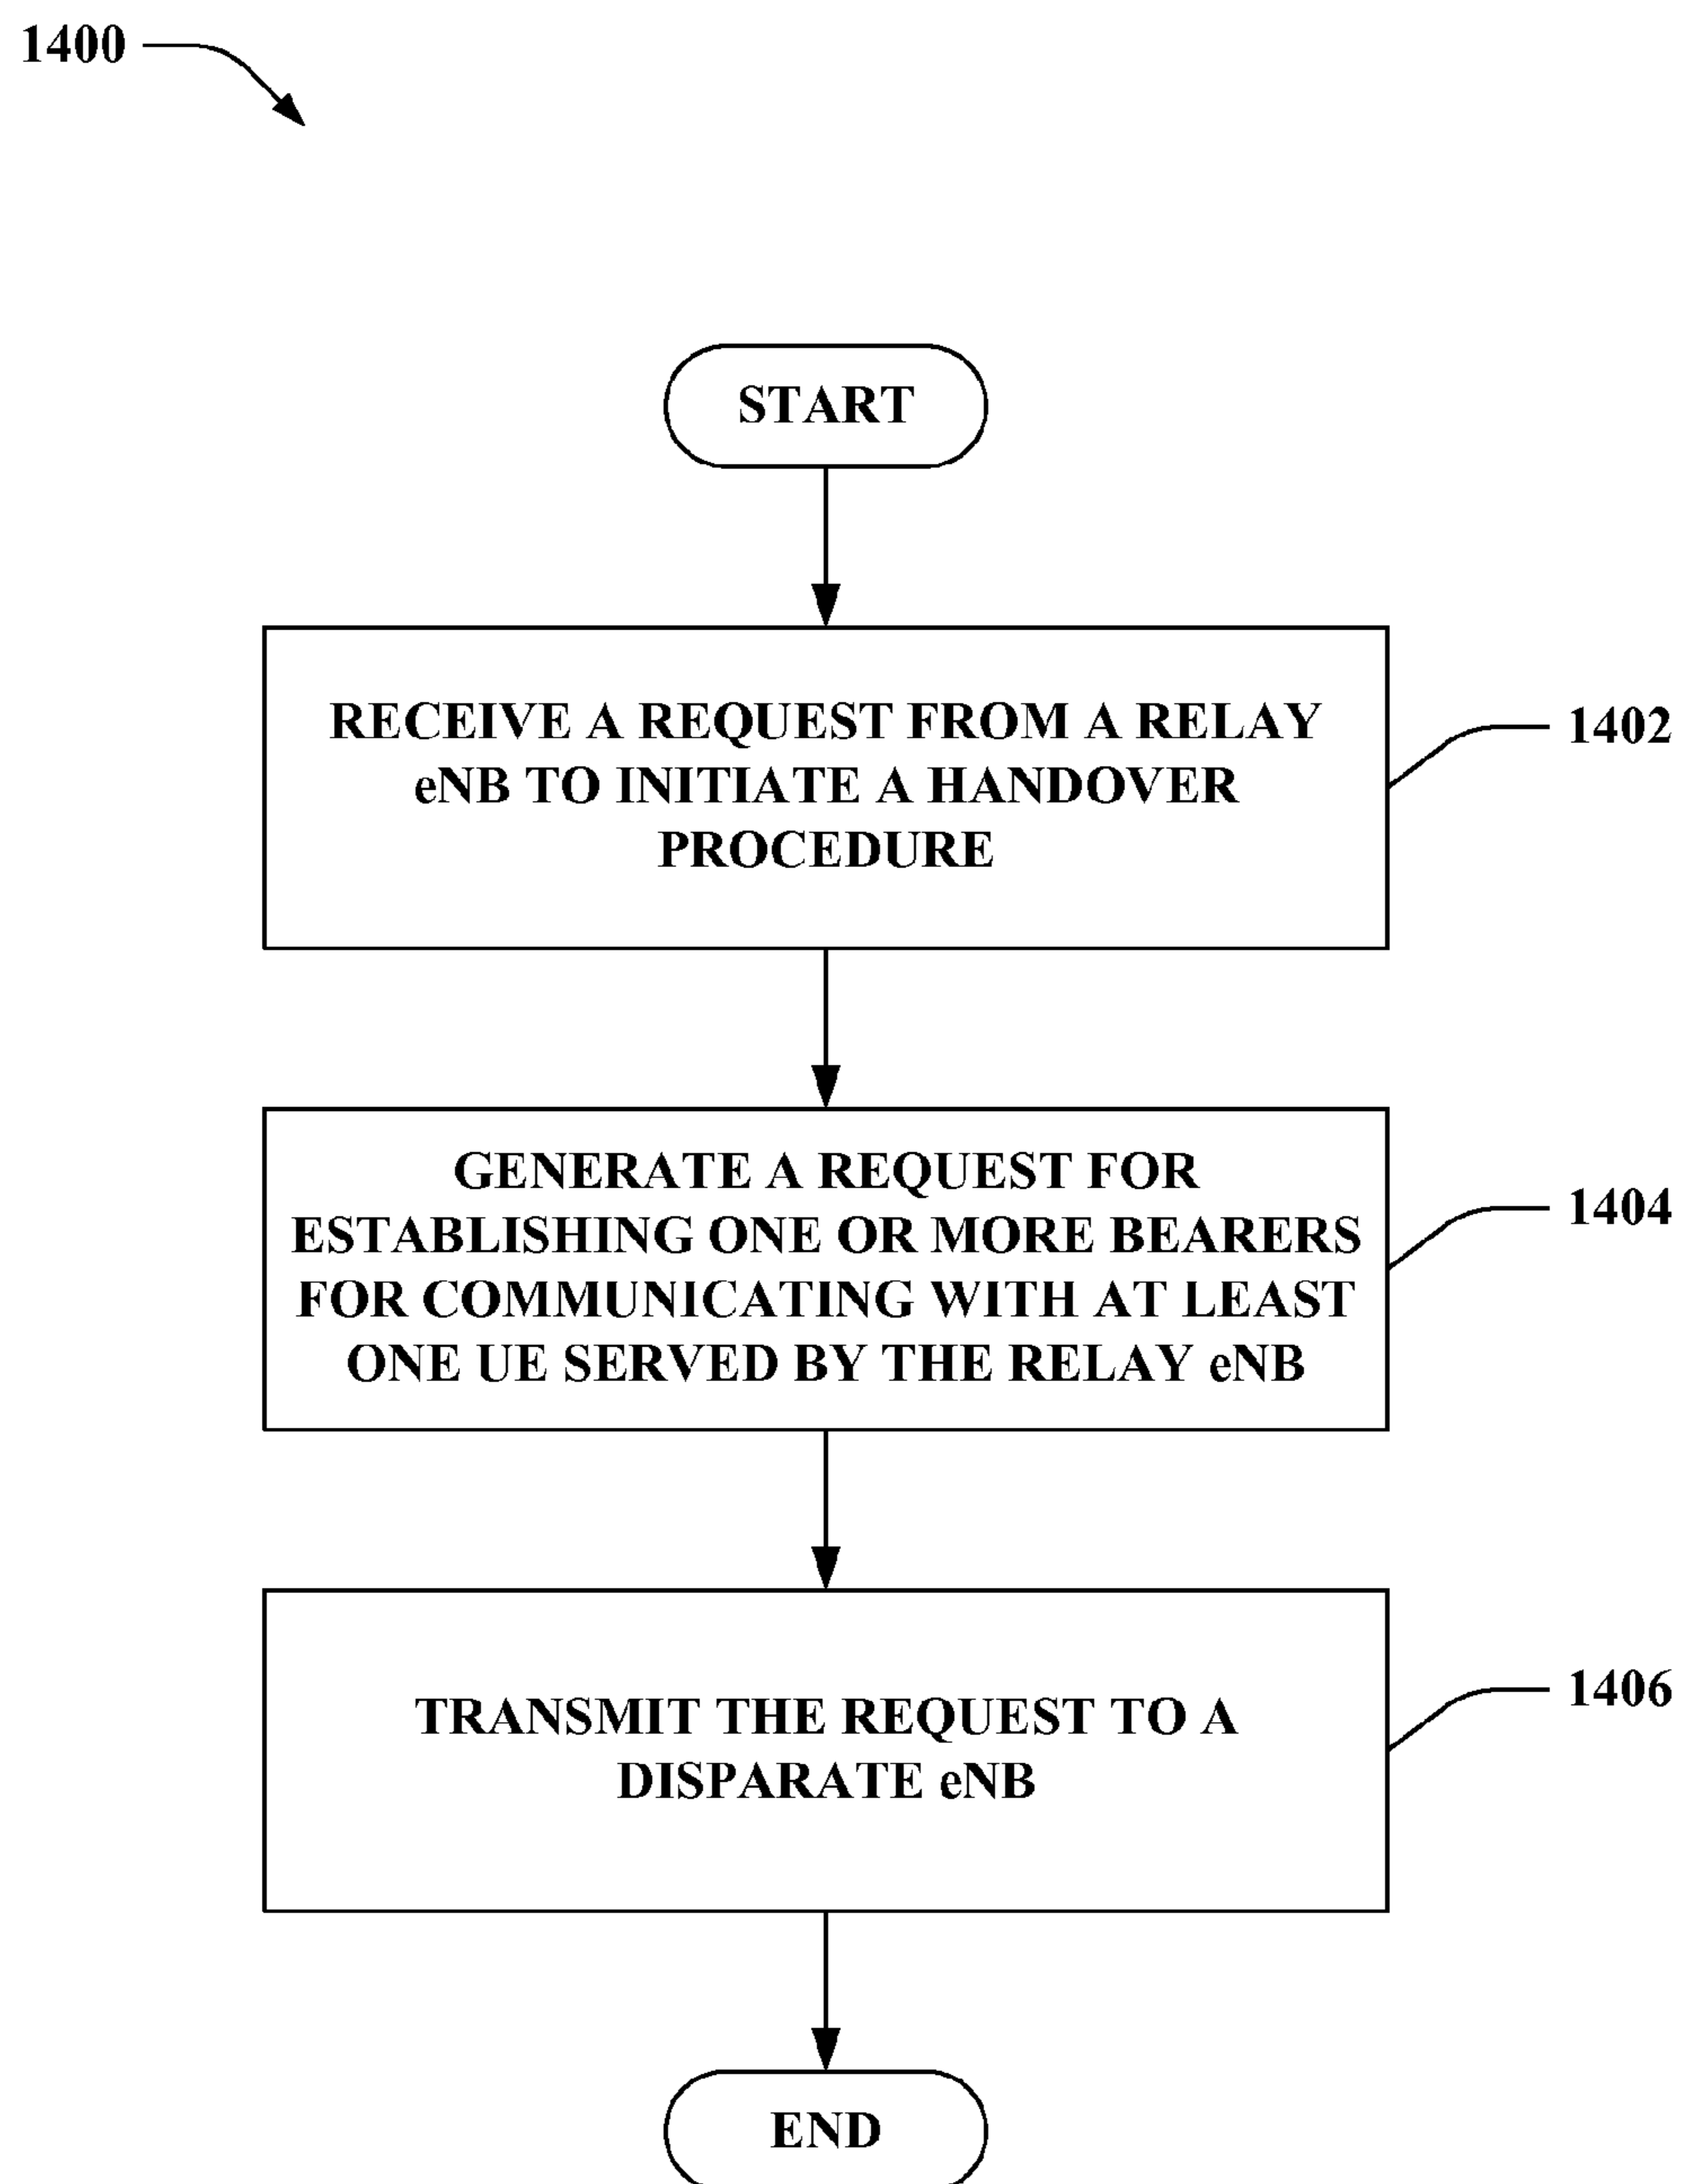 1400
START
RECEIVE A REQUEST FROM A RELAY
eNB TO INITIATE A HANDOVER
PROCEDURE
1402
GENERATE A REQUEST FOR
ESTABLISHING ONE OR MORE BEARERS
FOR COMMUNICATING WITH AT LEAST
ONE UE SERVED BY THE RELAY eNB
1404
TRANSMIT THE REQUEST TO A
DISPARATE eNB
1406
END